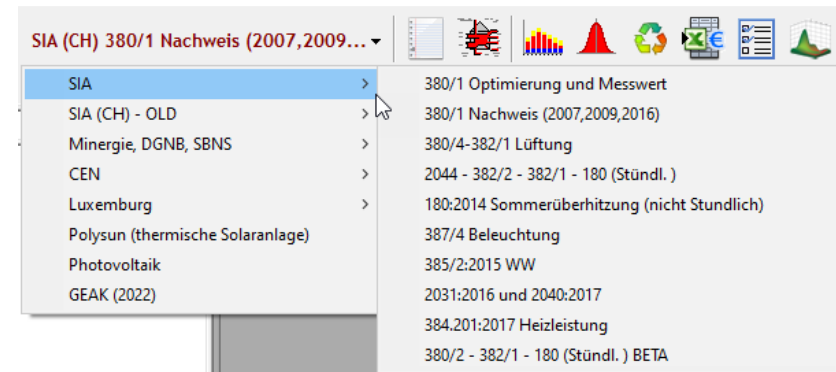 SIA (CH) 380/1 Nachweis (2007,2009...
SIA
SIA (CH) - OLD
Minergie, DGNB, SBNS
CEN
Luxemburg
Polysun (thermische Solaranlage)
Photovoltaik
GEAK (2022)
380/1 Optimierung und Messwert
380/1 Nachweis (2007,2009,2016)
380/4-382/1 Lüftung
2044 - 382/2 - 382/1 - 180 (Stündl. )
180:2014 Sommerüberhitzung (nicht Stundlich)
387/4 Beleuchtung
385/2:2015 WW
2031:2016 und 2040:2017
384.201:2017 Heizleistung
380/2 - 382/1 - 180 (Stündl. ) BETA